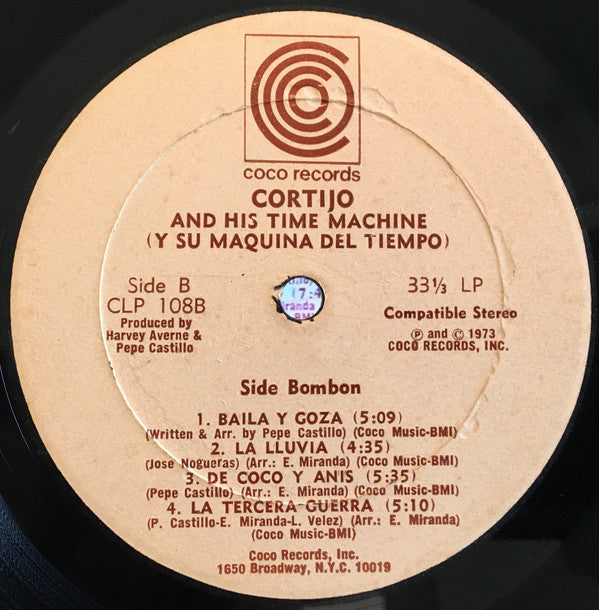 coco records
CORTIJO
AND HIS TIME MACHINE
(Y SU MAQUINA DEL TIEMPO)
Side B
CLP 108B
Produced by
Harvey Averne &
Pepe Castillo
33⅓ LP
Compatible Stereo
Ⓟ and © 1973
COCO RECORDS, INC.
17:4
iranda
BMI
Side Bombon
1. BAILA Y GOZA (5:09)
(Written & Arr. by Pepe Castillo) (Coco Music-BMI)
2. LA LLUVIA (4:35)
(Jose Nogueras) (Arr.: E. Miranda) (Coco Music-BMI)
3. DE COCO Y ANIS (5:35)
(Pepe Castillo) (Arr.: E. Miranda) (Coco Music-BMI)
4. LA TERCERA GUERRA (5:10)
(P. Castillo-E. Miranda-L. Velez) (Arr.: E. Miranda)
(Coco Music-BMI)
Coco Records, Inc.
1650 Broadway, N.Y.C. 10019